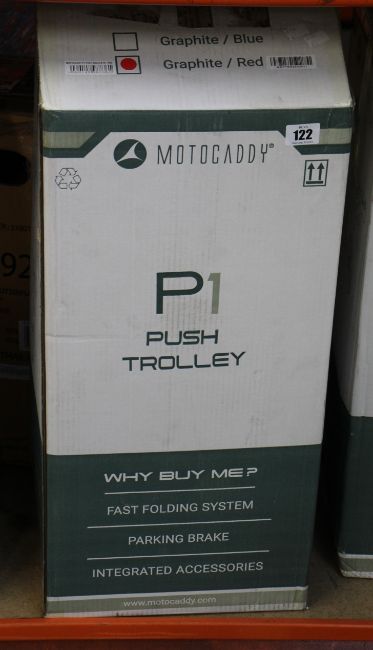 Graphite / Blue
Graphite / Red
122
MOTOCADDY®
P1
PUSH
TROLLEY
WHY BUY ME?
FAST FOLDING SYSTEM
PARKING BRAKE
INTEGRATED ACCESSORIES
www.motocaddy.com
92